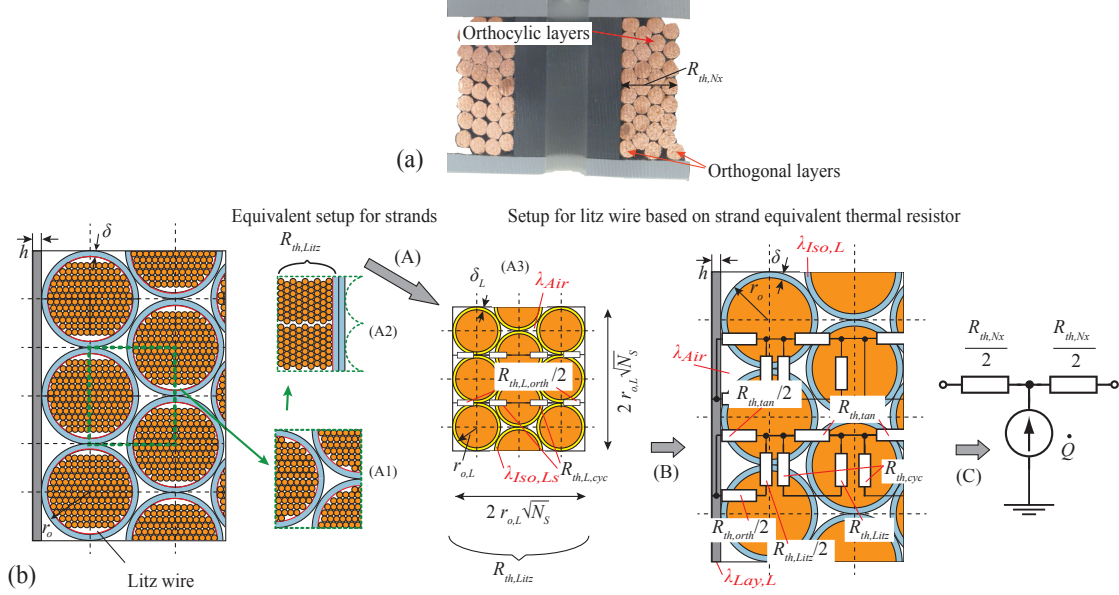 Orthocylic layers
R_th,Nx
Orthogonal layers
(a)
Equivalent setup for strands
Setup for litz wire based on strand equivalent thermal resistor
h
δ
r_o
Litz wire
(b)
R_th,Litz
(A2)
(A1)
(A)
(A3)
δ_L
λ_Air
R_th,L,orth/2
r_o,L
λ_Iso,Ls
R_th,L,cyc
2 r_o,L√N_S
2 r_o,L√N_S
R_th,Litz
(B)
h
δ
λ_Iso,L
r_o
λ_Air
R_th,tan/2
R_th,tan
R_th,cyc
R_th,orth/2
R_th,Litz/2
R_th,Litz
λ_Lay,L
(C)
R_th,Nx/2
R_th,Nx/2
Q̇